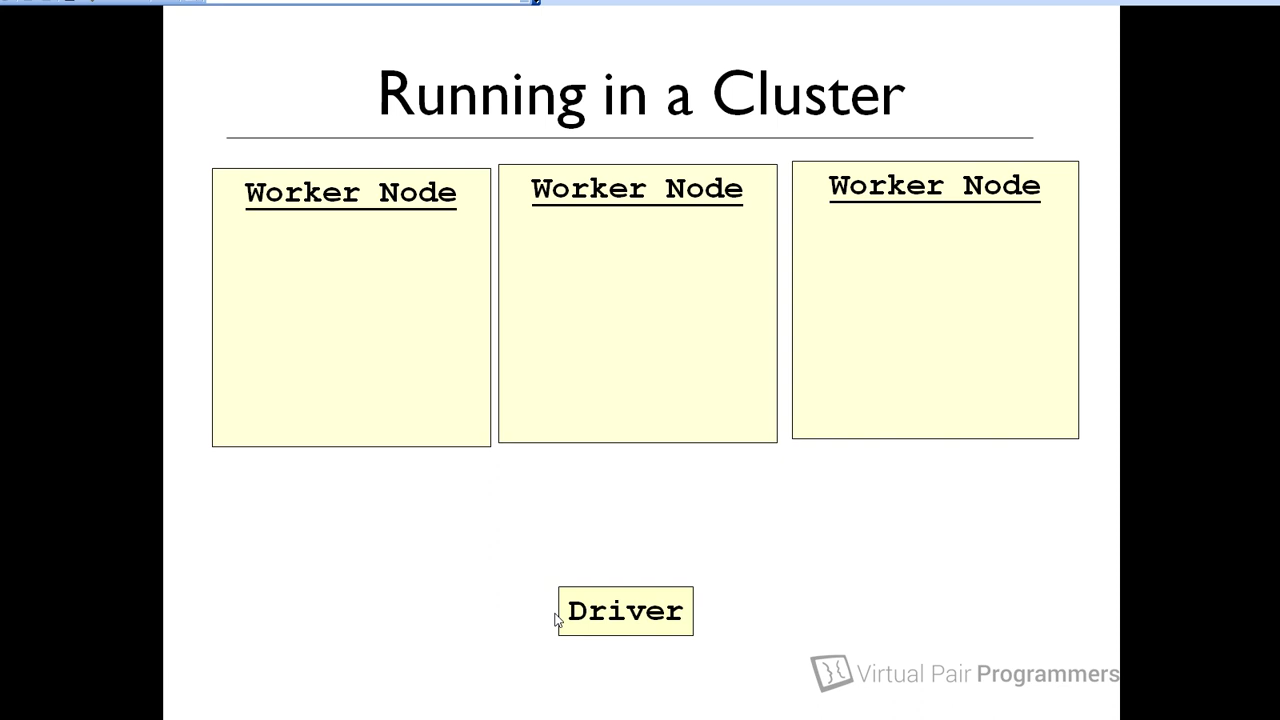 Running in a Cluster
Worker Node
Worker Node
Worker Node
Driver
Virtual Pair Programmers